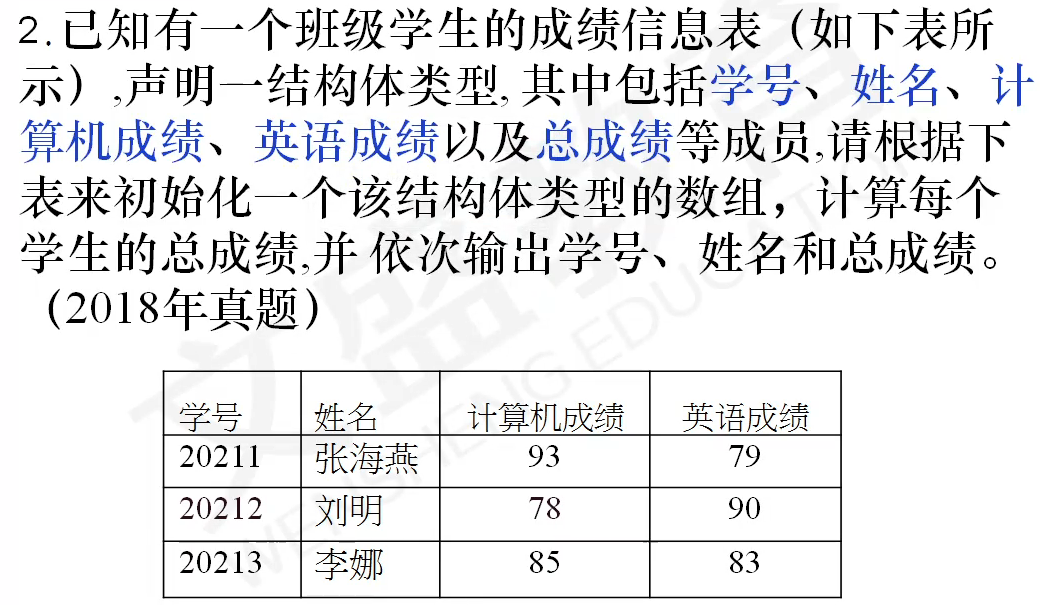 2.已知有一个班级学生的成绩信息表（如下表所
示）,声明一结构体类型,其中包括学号、姓名、计
算机成绩、英语成绩以及总成绩等成员,请根据下
表来初始化一个该结构体类型的数组，计算每个
学生的总成绩,并 依次输出学号、姓名和总成绩。
（2018年真题）
学号 姓名 计算机成绩 英语成绩
20211 张海燕 93 79
20212 刘明 78 90
20213 李娜 85 83